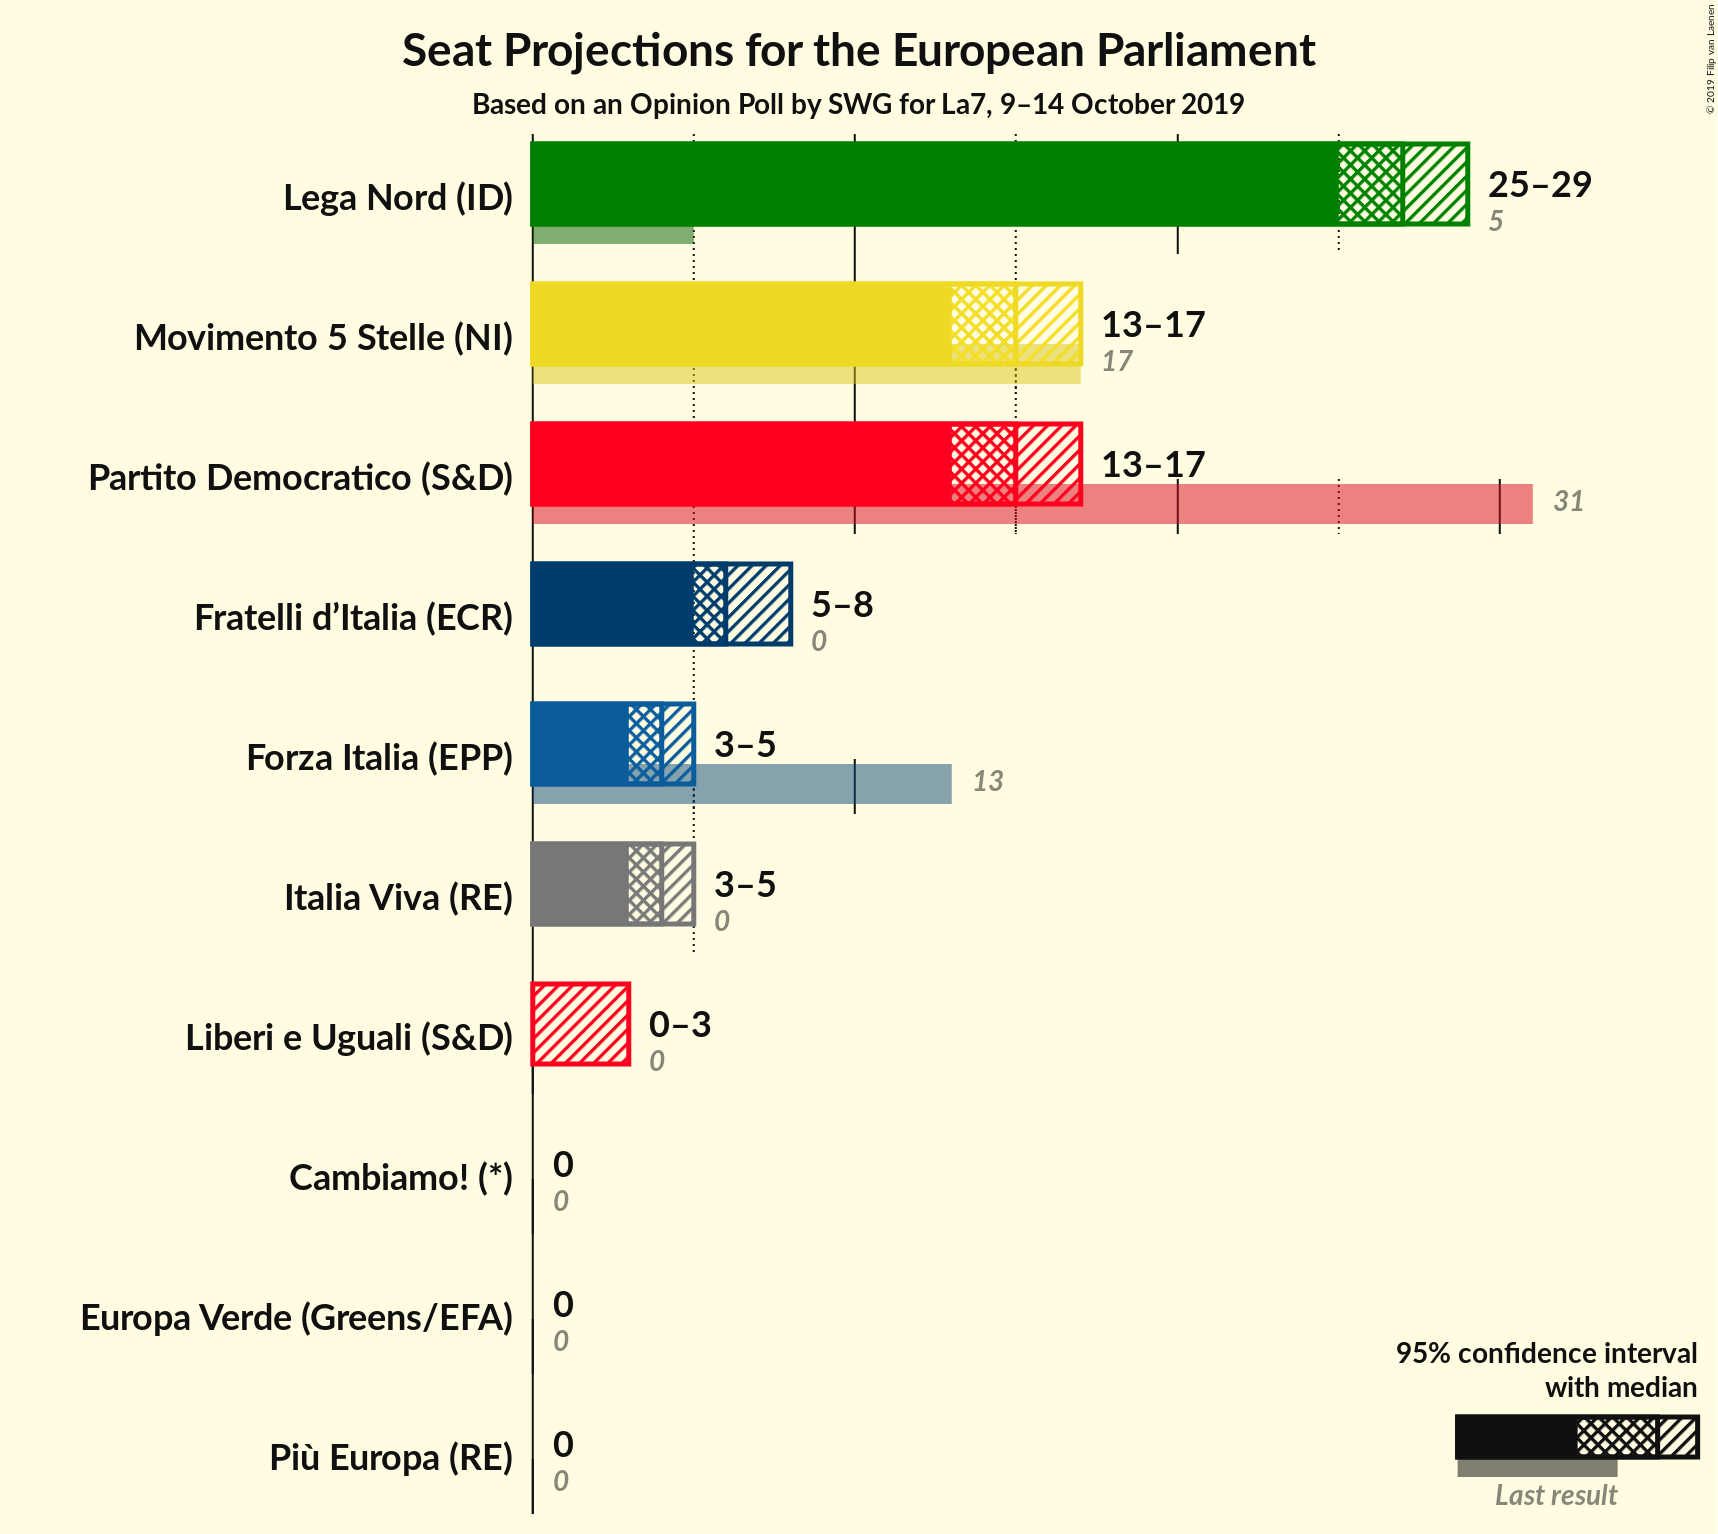 Seat Projections for the European Parliament
Based on an Opinion Poll by SWG for La7, 9–14 October 2019
© 2019 Filip van Laenen
Lega Nord (ID)
25–29
5
Movimento 5 Stelle (NI)
13–17
17
Partito Democratico (S&D)
13–17
31
Fratelli d’Italia (ECR)
5–8
0
Forza Italia (EPP)
3–5
13
Italia Viva (RE)
3–5
0
Liberi e Uguali (S&D)
0–3
0
Cambiamo! (*)
0
0
Europa Verde (Greens/EFA)
0
0
Più Europa (RE)
0
0
95% confidence interval
with median
Last result